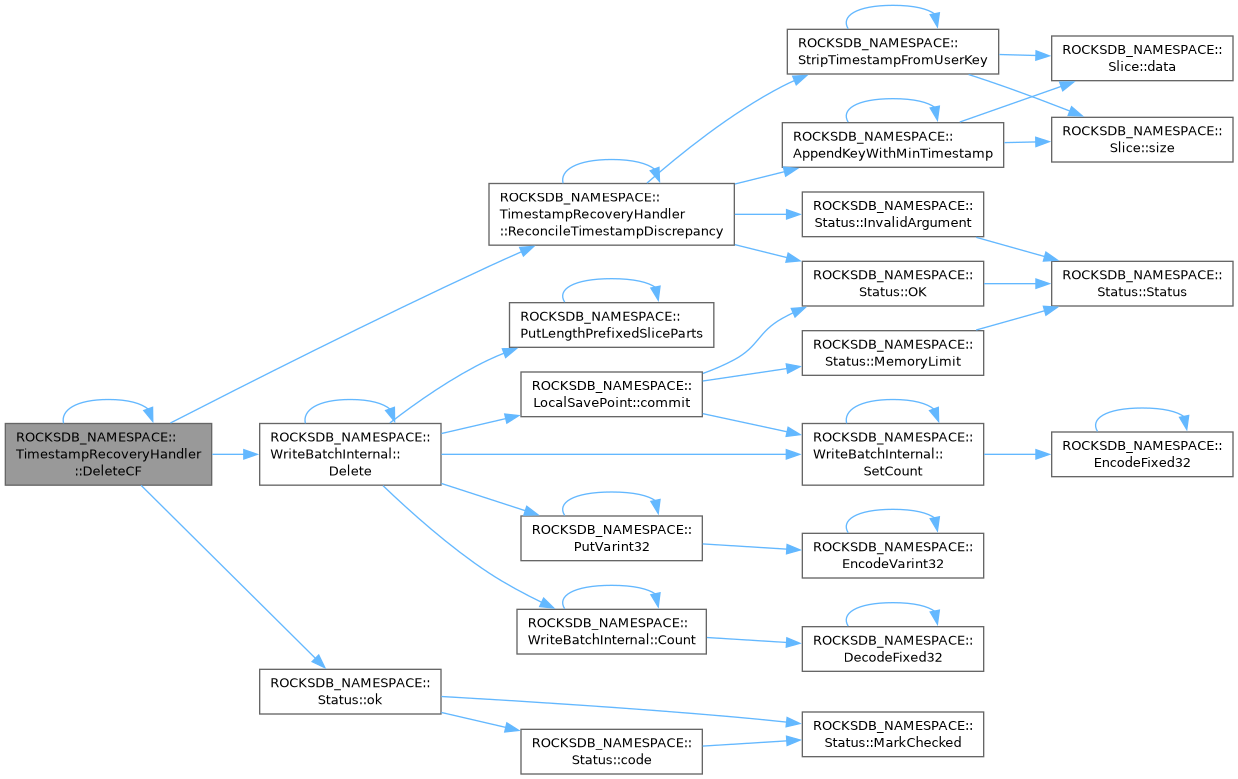 ROCKSDB_NAMESPACE::
StripTimestampFromUserKey
ROCKSDB_NAMESPACE::
Slice::data
ROCKSDB_NAMESPACE::
AppendKeyWithMinTimestamp
ROCKSDB_NAMESPACE::
Slice::size
ROCKSDB_NAMESPACE::
TimestampRecoveryHandler
::ReconcileTimestampDiscrepancy
ROCKSDB_NAMESPACE::
Status::InvalidArgument
ROCKSDB_NAMESPACE::
Status::OK
ROCKSDB_NAMESPACE::
Status::Status
ROCKSDB_NAMESPACE::
PutLengthPrefixedSliceParts
ROCKSDB_NAMESPACE::
Status::MemoryLimit
ROCKSDB_NAMESPACE::
LocalSavePoint::commit
ROCKSDB_NAMESPACE::
TimestampRecoveryHandler
::DeleteCF
ROCKSDB_NAMESPACE::
WriteBatchInternal::
Delete
ROCKSDB_NAMESPACE::
WriteBatchInternal::
SetCount
ROCKSDB_NAMESPACE::
EncodeFixed32
ROCKSDB_NAMESPACE::
PutVarint32
ROCKSDB_NAMESPACE::
EncodeVarint32
ROCKSDB_NAMESPACE::
WriteBatchInternal::Count
ROCKSDB_NAMESPACE::
DecodeFixed32
ROCKSDB_NAMESPACE::
Status::ok
ROCKSDB_NAMESPACE::
Status::code
ROCKSDB_NAMESPACE::
Status::MarkChecked